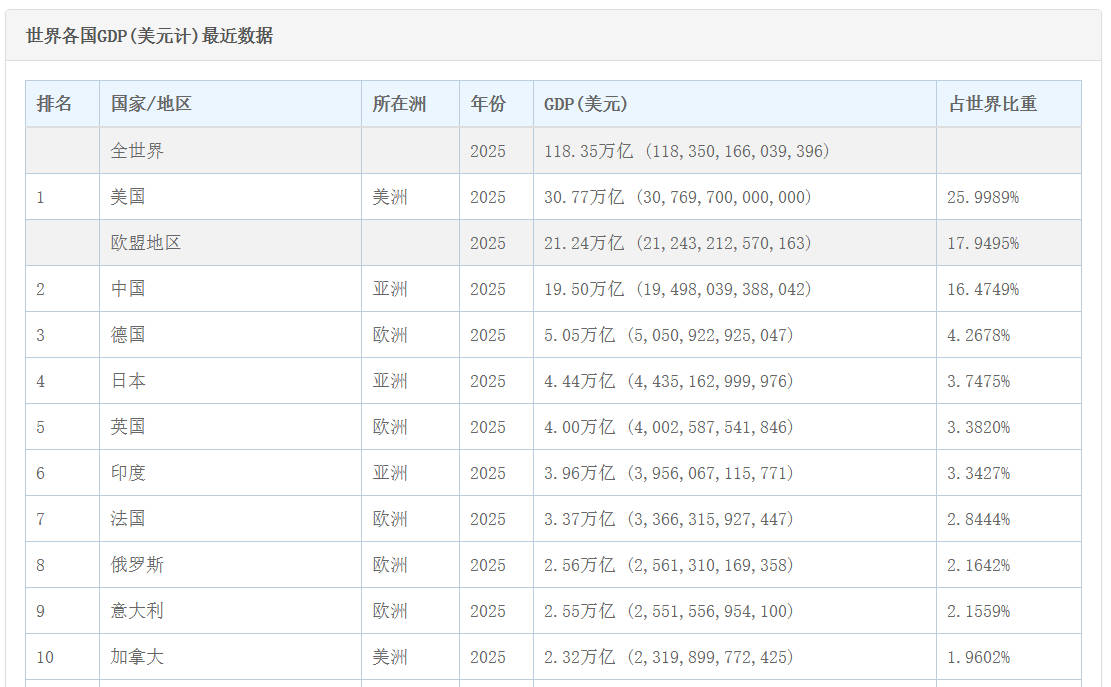 世界各国GDP(美元计)最近数据
排名 国家/地区 所在洲 年份 GDP(美元) 占世界比重
全世界 2025 118.35万亿 (118,350,166,039,396)
1 美国 美洲 2025 30.77万亿 (30,769,700,000,000) 25.9989%
欧盟地区 2025 21.24万亿 (21,243,212,570,163) 17.9495%
2 中国 亚洲 2025 19.50万亿 (19,498,039,388,042) 16.4749%
3 德国 欧洲 2025 5.05万亿 (5,050,922,925,047) 4.2678%
4 日本 亚洲 2025 4.44万亿 (4,435,162,999,976) 3.7475%
5 英国 欧洲 2025 4.00万亿 (4,002,587,541,846) 3.3820%
6 印度 亚洲 2025 3.96万亿 (3,956,067,115,771) 3.3427%
7 法国 欧洲 2025 3.37万亿 (3,366,315,927,447) 2.8444%
8 俄罗斯 欧洲 2025 2.56万亿 (2,561,310,169,358) 2.1642%
9 意大利 欧洲 2025 2.55万亿 (2,551,556,954,100) 2.1559%
10 加拿大 美洲 2025 2.32万亿 (2,319,899,772,425) 1.9602%